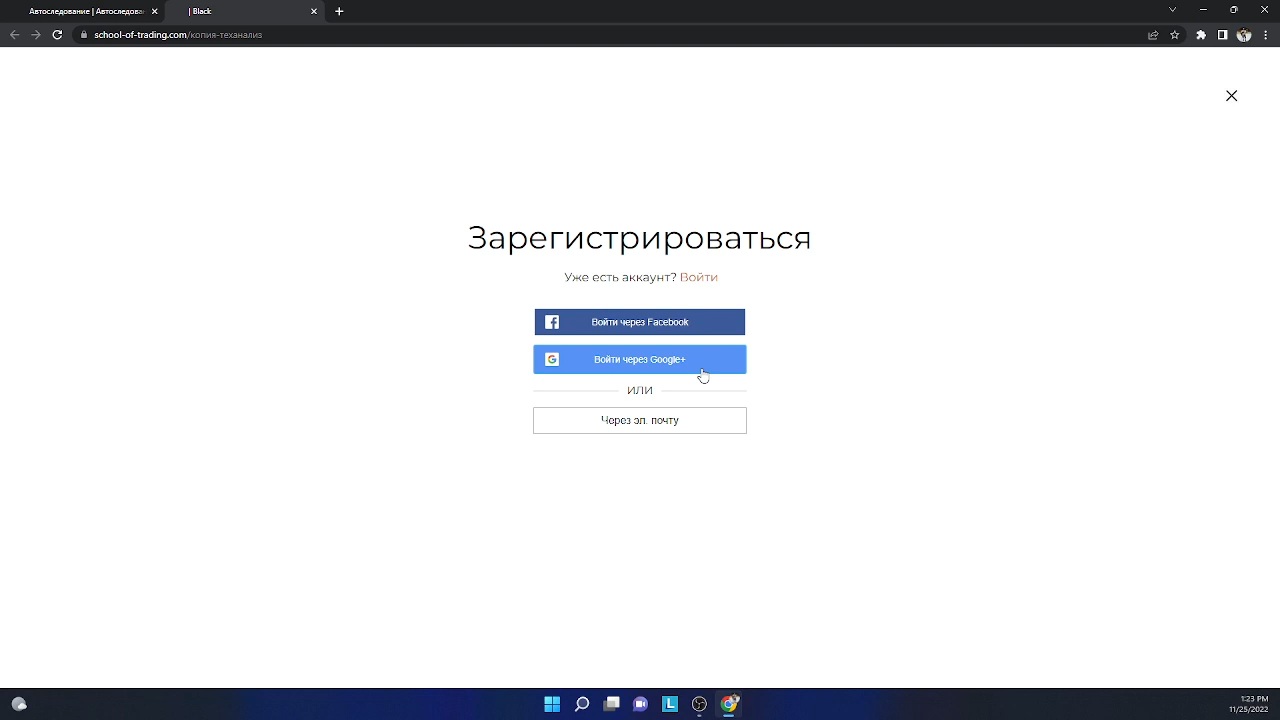 Автоследование | Автоследова
| Black
school-of-trading.com/копия-теханализ
Зарегистрироваться
Уже есть аккаунт? Войти
Войти через Facebook
Войти через Google+
или
Через эл. почту
1:23 PM
11/25/2022